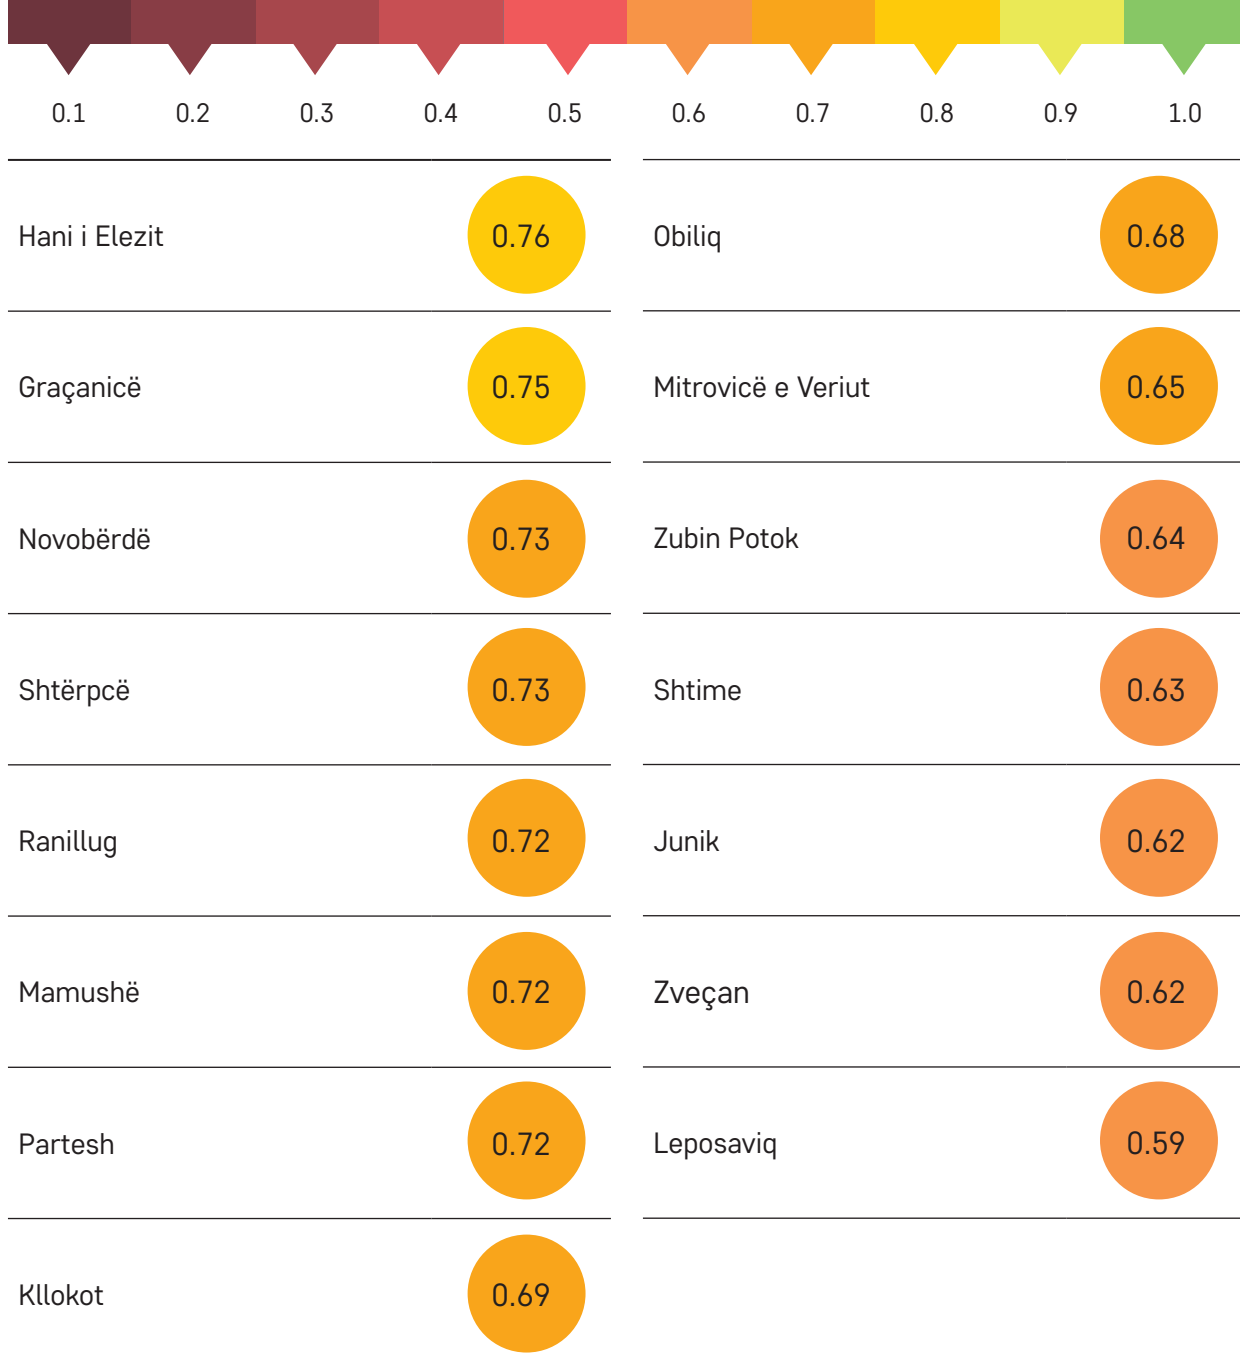 0.1 0.2 0.3 0.4 0.5 0.6 0.7 0.8 0.9 1.0
Hani i Elezit 0.76
Graçanicë 0.75
Novobërdë 0.73
Shtërpcë 0.73
Ranillug 0.72
Mamushë 0.72
Partesh 0.72
Kllokot 0.69
Obiliq 0.68
Mitrovicë e Veriut 0.65
Zubin Potok 0.64
Shtime 0.63
Junik 0.62
Zveçan 0.62
Leposaviq 0.59